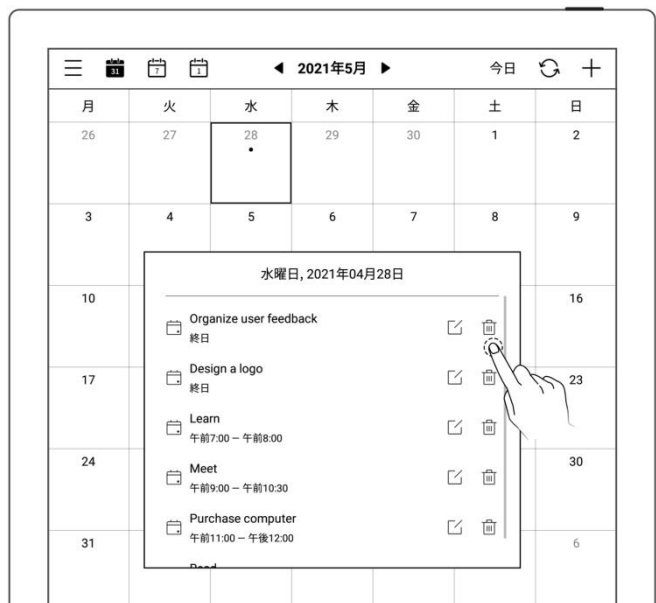 31 7 1 2021年5月 今日
月 火 水 木 金 土 日
26 27 28 29 30 1 2
3 4 5 6 7 8 9
水曜日, 2021年04月28日
10 16
Organize user feedback
終日
Design a logo
終日
17 23
Learn
午前7:00 – 午前8:00
24 30
Meet
午前9:00 – 午前10:30
Purchase computer
午前11:00 – 午後12:00
31 6